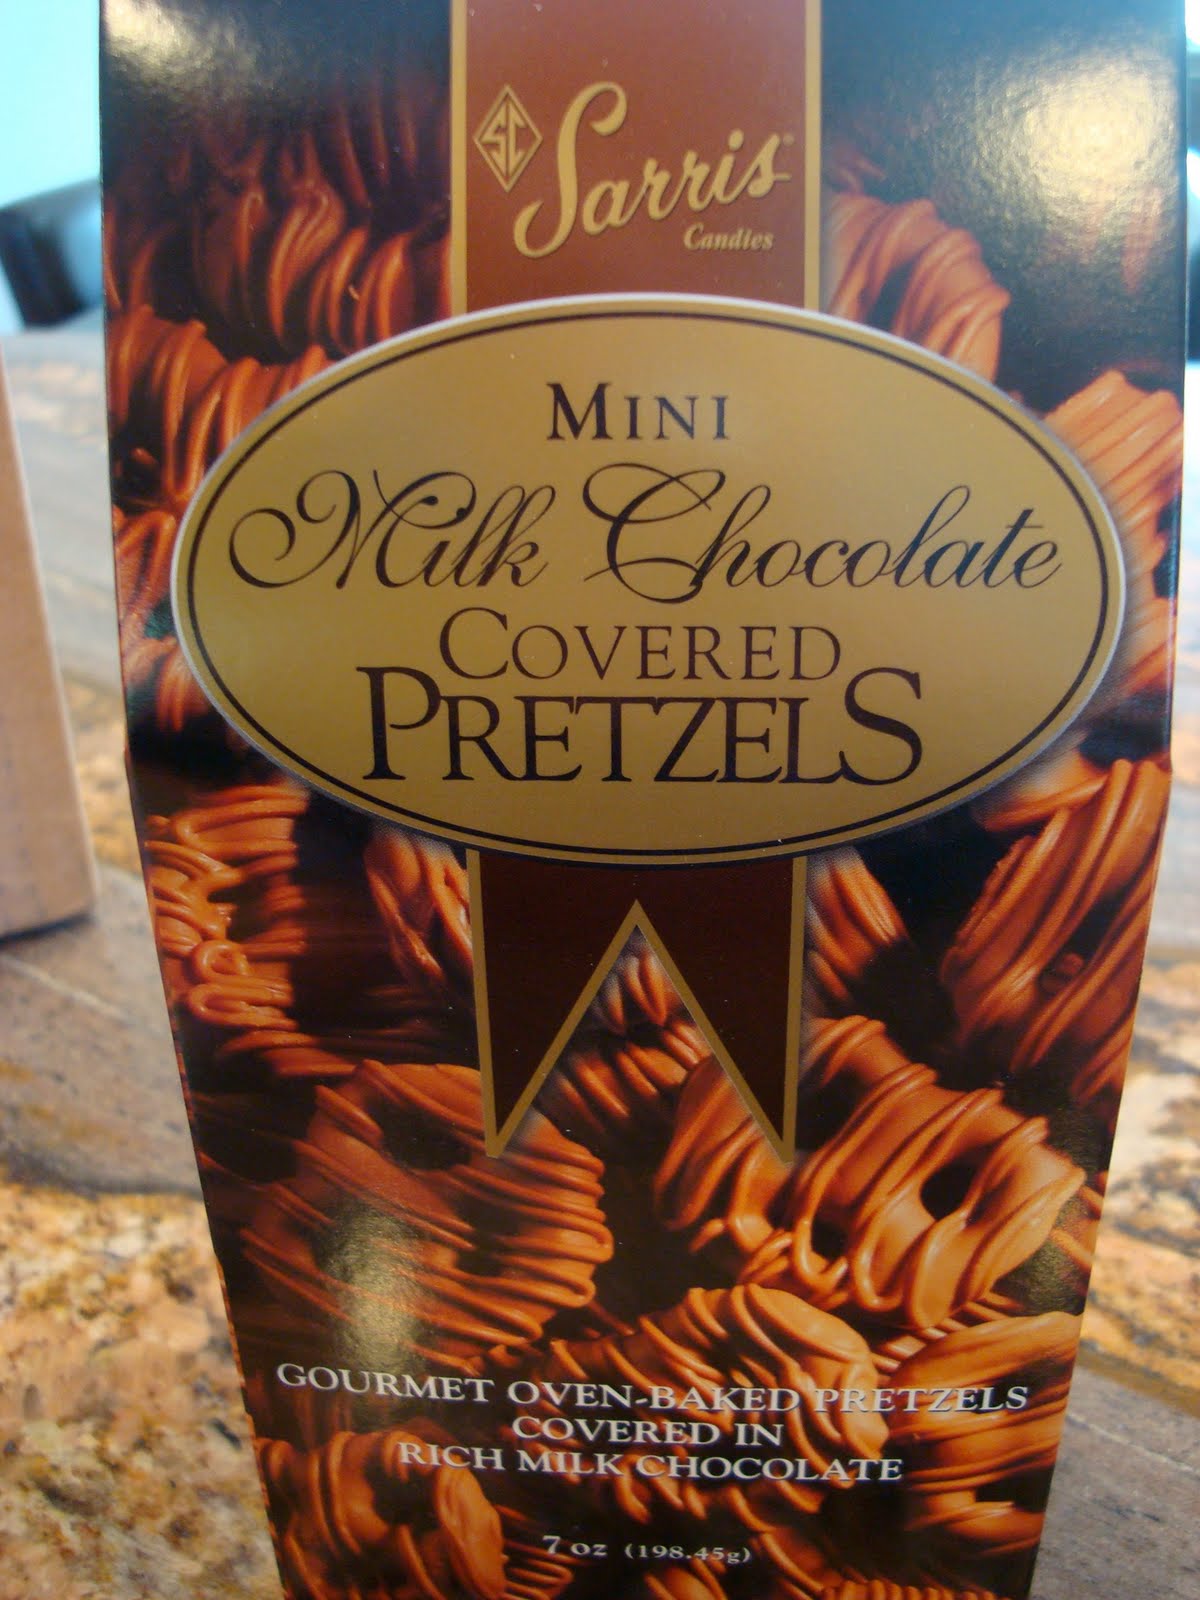 SC
Sarris
Candies
MINI
Milk Chocolate
COVERED
PRETZELS
GOURMET OVEN-BAKED PRETZELS
COVERED IN
RICH MILK CHOCOLATE
7 oz (198.45g)